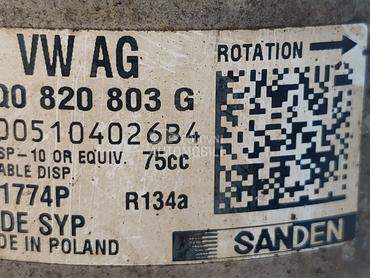 VW AG
Q0 820 803 G
005104026B4
SP-10 OR EQUIV. 75cc
ABLE DISP.
1774P R134a
DE SYP
DE IN POLAND
ROTATION
SANDEN